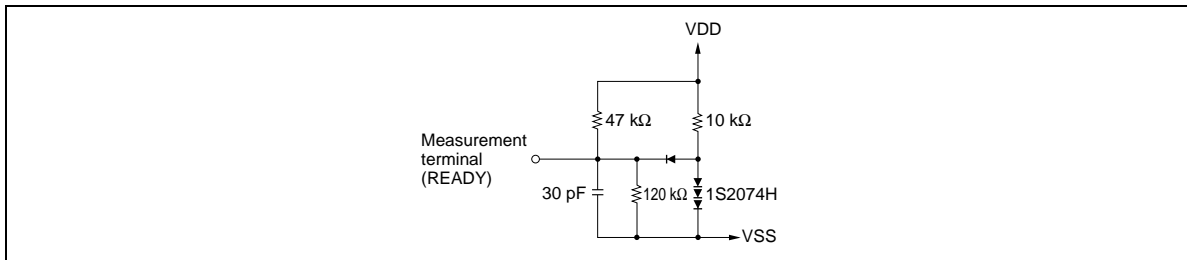 VDD
47 kΩ
10 kΩ
Measurement
terminal
(READY)
30 pF
120 kΩ
1S2074H
VSS